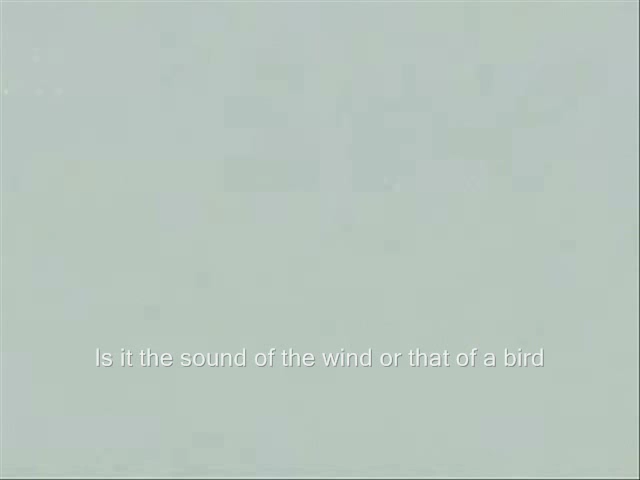 Is it the sound of the wind or that of a bird